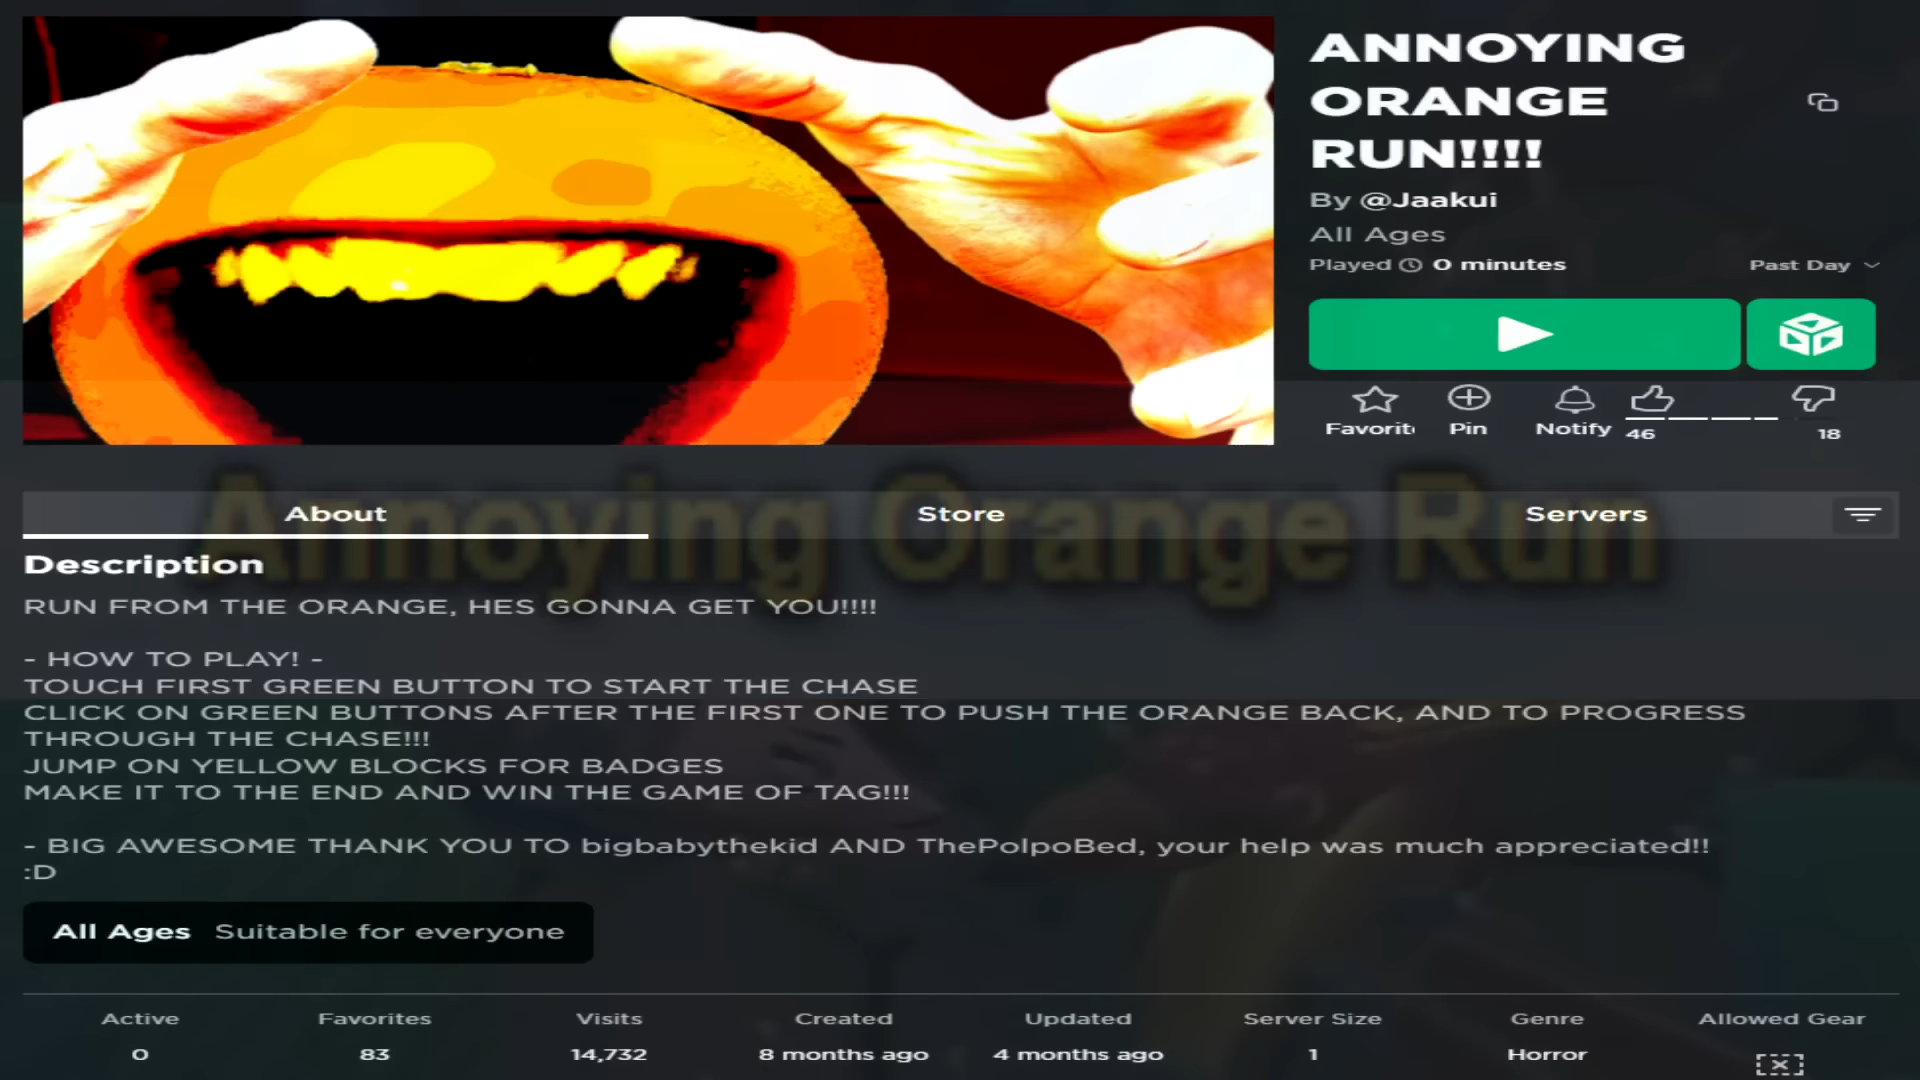 ANNOYING
ORANGE
RUN!!!!
By @Jaakui
All Ages
Played 0 minutes
Past Day
Favorit
Pin
Notify
46
18
Annoying Orange Run
About
Store
Servers
Description
RUN FROM THE ORANGE, HES GONNA GET YOU!!!!
- HOW TO PLAY! -
TOUCH FIRST GREEN BUTTON TO START THE CHASE
CLICK ON GREEN BUTTONS AFTER THE FIRST ONE TO PUSH THE ORANGE BACK, AND TO PROGRESS
THROUGH THE CHASE!!!
JUMP ON YELLOW BLOCKS FOR BADGES
MAKE IT TO THE END AND WIN THE GAME OF TAG!!!
- BIG AWESOME THANK YOU TO bigbabythekid AND ThePolpoBed, your help was much appreciated!!
:D
All Ages Suitable for everyone
Active Favorites Visits Created Updated Server Size Genre Allowed Gear
0 83 14,732 8 months ago 4 months ago 1 Horror